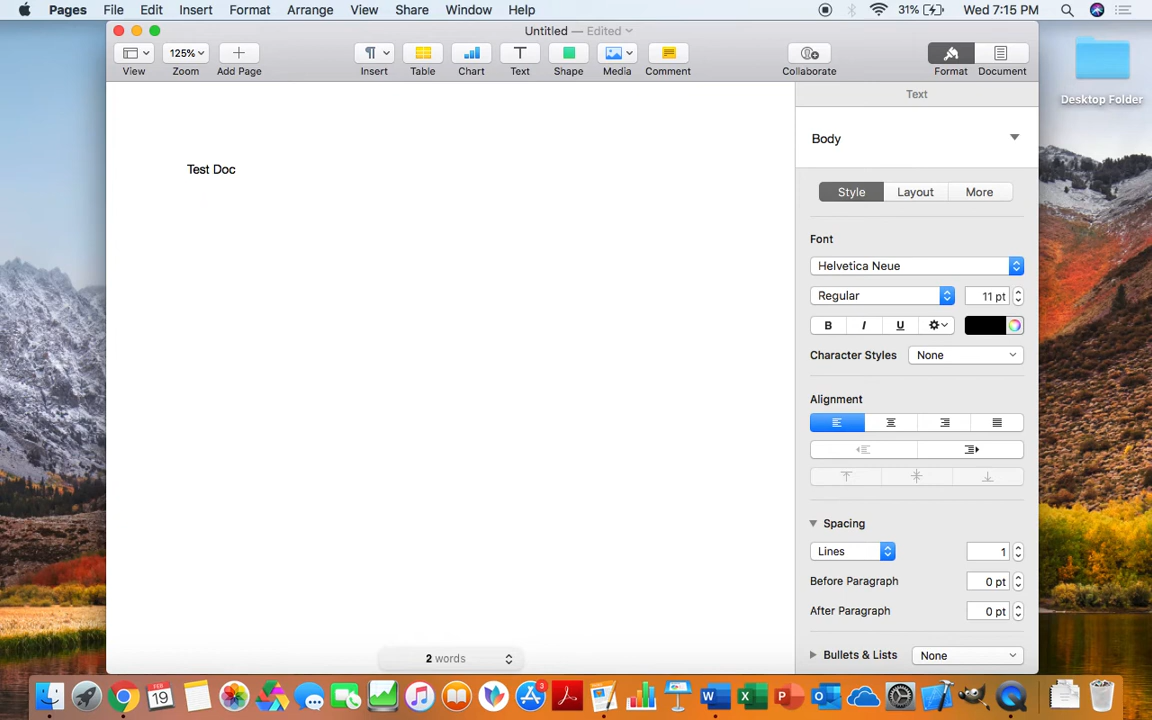 Pages File Edit Insert Format Arrange View Share Window Help 31% Wed 7:15 PM
Untitled — Edited
125%
View Zoom Add Page Insert Table Chart Text Shape Media Comment Collaborate Format Document
Desktop Folder
Text
Body
Test Doc
Style Layout More
Font
Helvetica Neue
Regular 11 pt
B I U
Character Styles None
Alignment
Spacing
Lines 1
Before Paragraph 0 pt
After Paragraph 0 pt
Bullets & Lists None
2 words
FEB
19
3